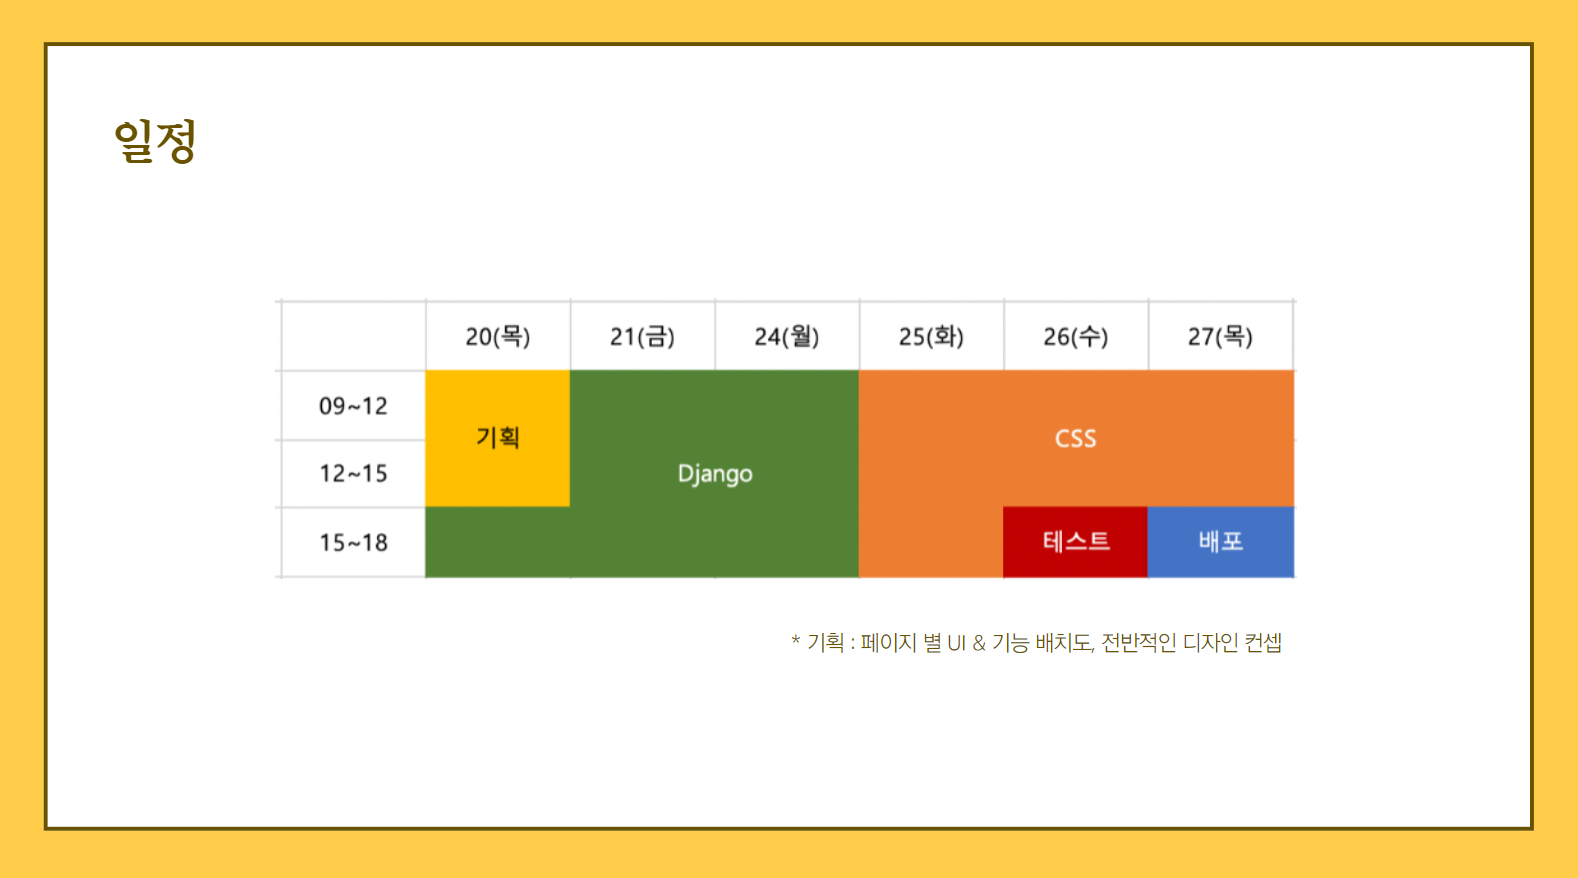 일정
20(목) 21(금) 24(월) 25(화) 26(수) 27(목)
09~12
기획
CSS
12~15
Django
15~18
테스트
배포
* 기획 : 페이지 별 UI & 기능 배치도, 전반적인 디자인 컨셉